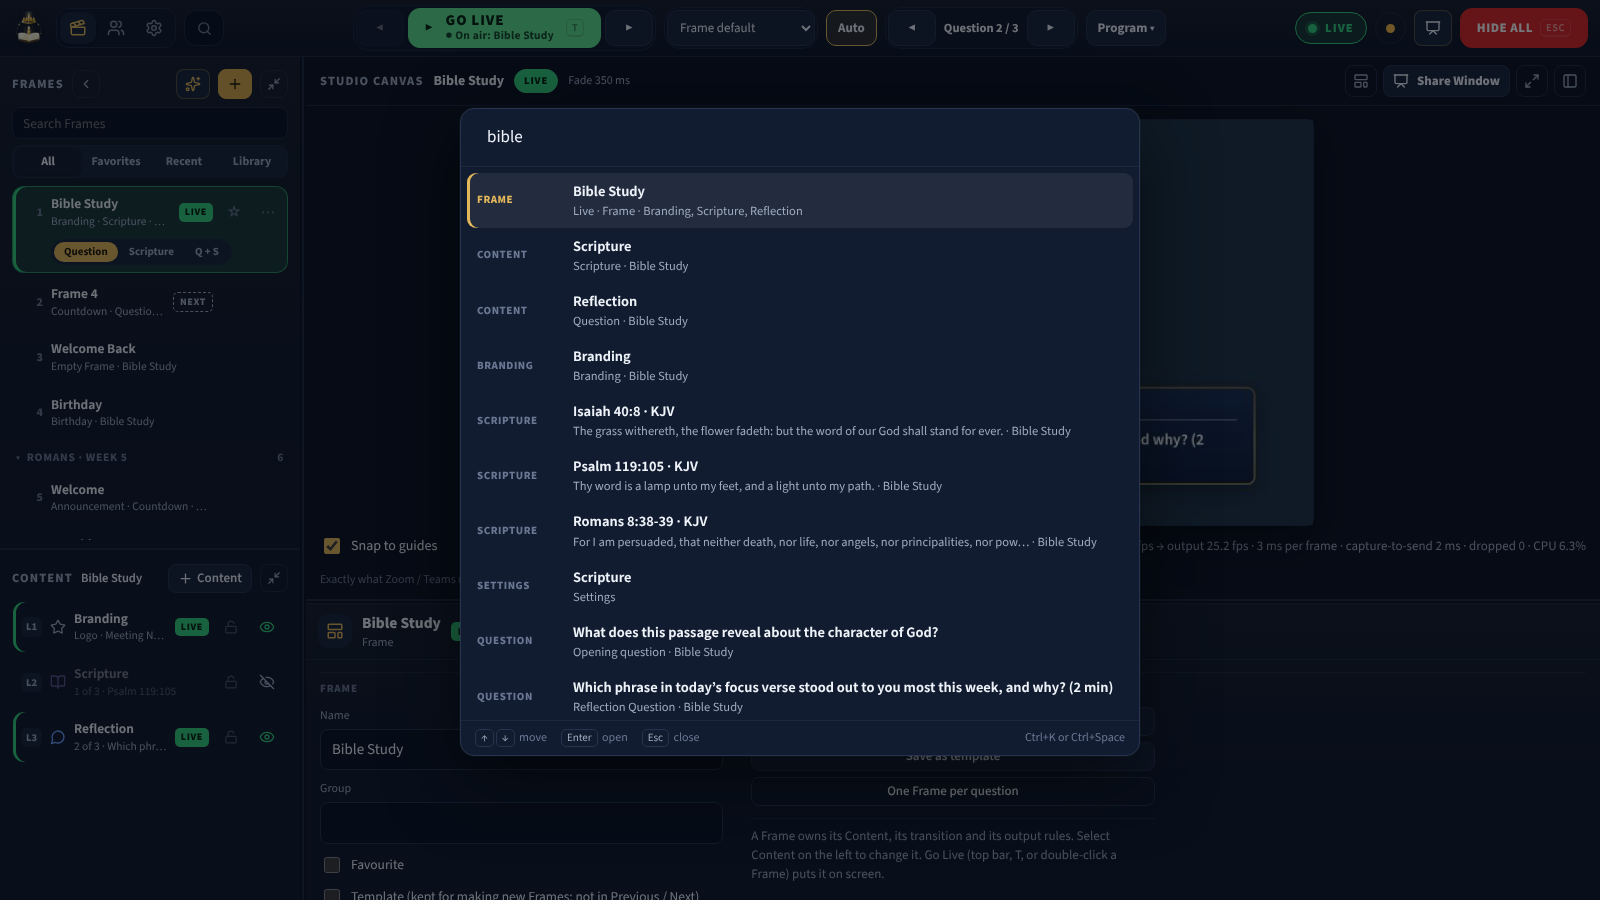 GO LIVE
On air: Bible Study
T
Frame default
Auto
Question 2 / 3
Program
LIVE
HIDE ALL
ESC
FRAMES
Search Frames
All
Favorites
Recent
Library
1
Bible Study
Branding · Scripture · …
LIVE
Question
Scripture
Q + S
2
Frame 4
Countdown · Questio…
NEXT
3
Welcome Back
Empty Frame · Bible Study
4
Birthday
Birthday · Bible Study
ROMANS · WEEK 5
6
5
Welcome
Announcement · Countdown · …
CONTENT
Bible Study
+ Content
L1
Branding
Logo · Meeting N…
LIVE
L2
Scripture
1 of 3 · Psalm 119:105
L3
Reflection
2 of 3 · Which phr…
LIVE
STUDIO CANVAS
Bible Study
LIVE
Fade 350 ms
Share Window
bible
FRAME
Bible Study
Live · Frame · Branding, Scripture, Reflection
CONTENT
Scripture
Scripture · Bible Study
CONTENT
Reflection
Question · Bible Study
BRANDING
Branding
Branding · Bible Study
SCRIPTURE
Isaiah 40:8 · KJV
The grass withereth, the flower fadeth: but the word of our God shall stand for ever. · Bible Study
SCRIPTURE
Psalm 119:105 · KJV
Thy word is a lamp unto my feet, and a light unto my path. · Bible Study
SCRIPTURE
Romans 8:38-39 · KJV
For I am persuaded, that neither death, nor life, nor angels, nor principalities, nor pow… · Bible Study
SETTINGS
Scripture
Settings
QUESTION
What does this passage reveal about the character of God?
Opening question · Bible Study
QUESTION
Which phrase in today’s focus verse stood out to you most this week, and why? (2 min)
Reflection Question · Bible Study
↑ ↓ move
Enter open
Esc close
Ctrl+K or Ctrl+Space
d why? (2
Snap to guides
fps → output 25.2 fps · 3 ms per frame · capture-to-send 2 ms · dropped 0 · CPU 6.3%
Exactly what Zoom / Teams
Bible Study
Frame
FRAME
Name
Bible Study
Group
Favourite
Template (kept for making new Frames; not in Previous / Next)
Save as template
One Frame per question
A Frame owns its Content, its transition and its output rules. Select
Content on the left to change it. Go Live (top bar, T, or double-click a
Frame) puts it on screen.